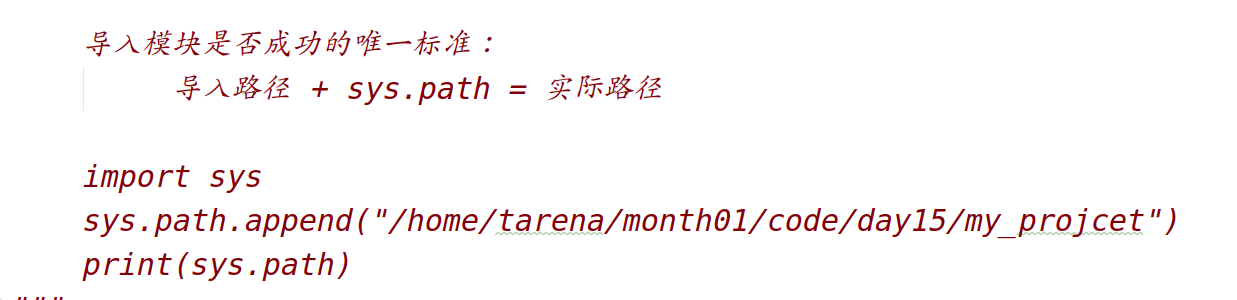 导入模块是否成功的唯一标准：
导入路径 + sys.path = 实际路径
import sys
sys.path.append("/home/tarena/month01/code/day15/my_projcet")
print(sys.path)
"""